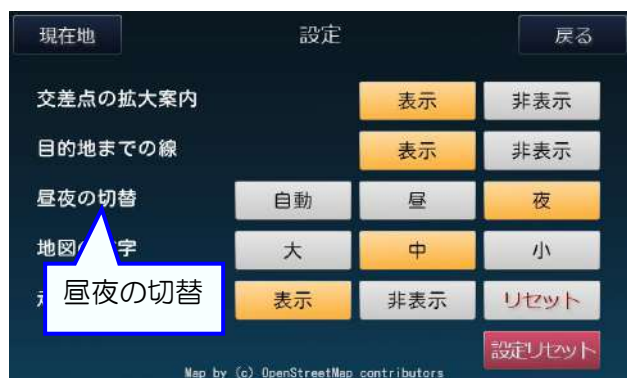 現在地 設定 戻る
交差点の拡大案内 表示 非表示
目的地までの線 表示 非表示
昼夜の切替 自動 昼 夜
地図 字 大 中 小
昼夜の切替
表示 非表示 リセット
設定リセット
Map by (c) OpenStreetMap contributors